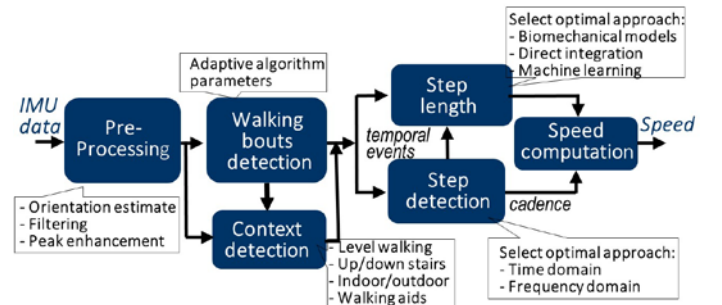 Select optimal approach:
- Biomechanical models
- Direct integration
- Machine learning
Adaptive algorithm
parameters
IMU
data
Pre-
Processing
Walking
bouts
detection
Step
length
temporal
events
Speed
computation
Speed
Step
detection
cadence
- Orientation estimate
- Filtering
- Peak enhancement
Context
detection
- Level walking
- Up/down stairs
- Indoor/outdoor
- Walking aids
Select optimal approach:
- Time domain
- Frequency domain